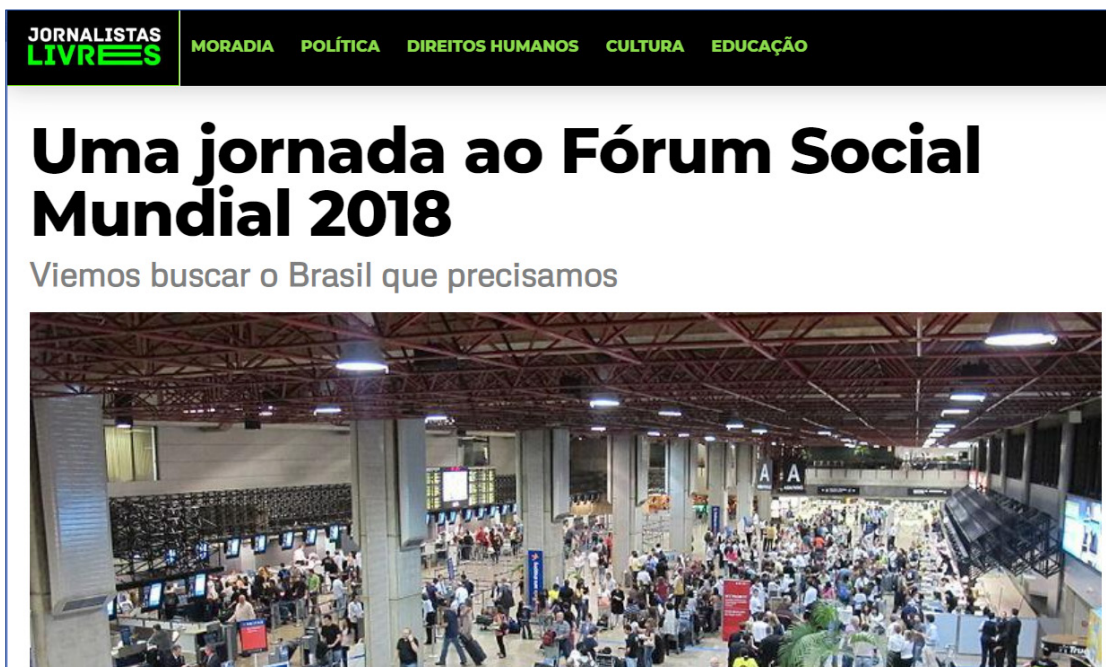 JORNALISTAS
LIVRES
MORADIA POLÍTICA DIREITOS HUMANOS CULTURA EDUCAÇÃO
Uma jornada ao Fórum Social
Mundial 2018
Viemos buscar o Brasil que precisamos
A A